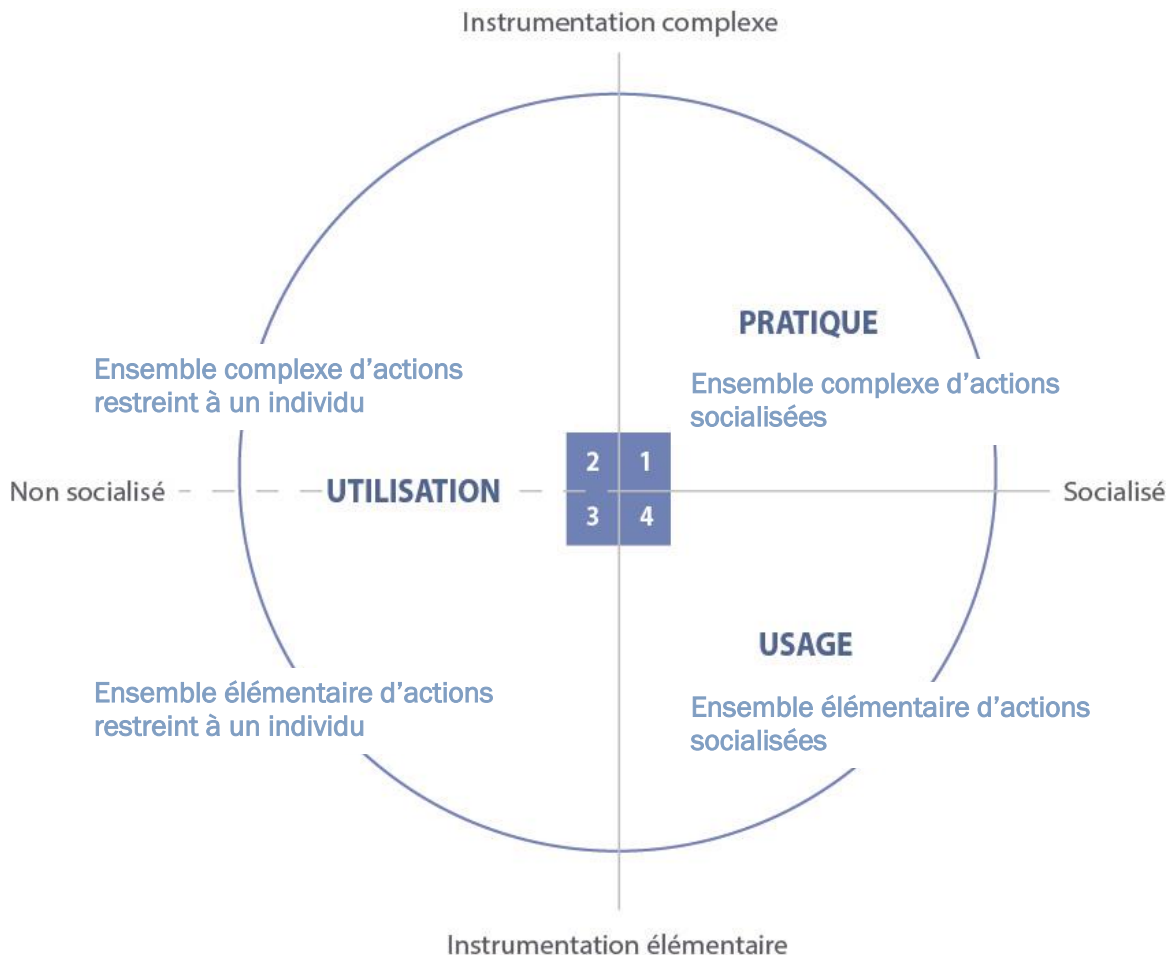 Instrumentation complexe
PRATIQUE
Ensemble complexe d'actions
restreint à un individu
Ensemble complexe d'actions
socialisées
2 1
Non socialisé
UTILISATION
Socialisé
3 4
USAGE
Ensemble élémentaire d'actions
restreint à un individu
Ensemble élémentaire d'actions
socialisées
Instrumentation élémentaire